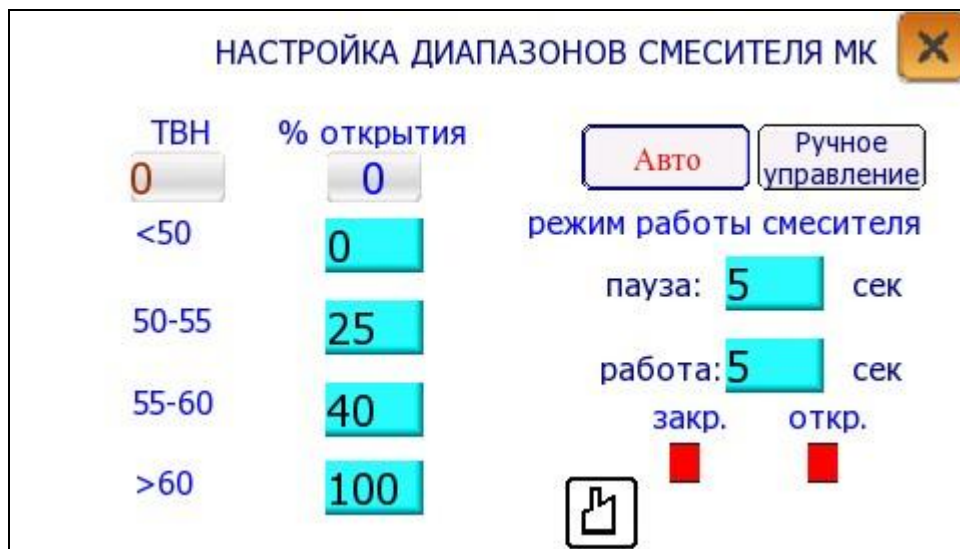 НАСТРОЙКА ДИАПАЗОНОВ СМЕСИТЕЛЯ МК
ТВН % открытия
0 0
<50 0
50-55 25
55-60 40
>60 100
Авто
Ручное
управление
режим работы смесителя
пауза: 5 сек
работа: 5 сек
закр. откр.